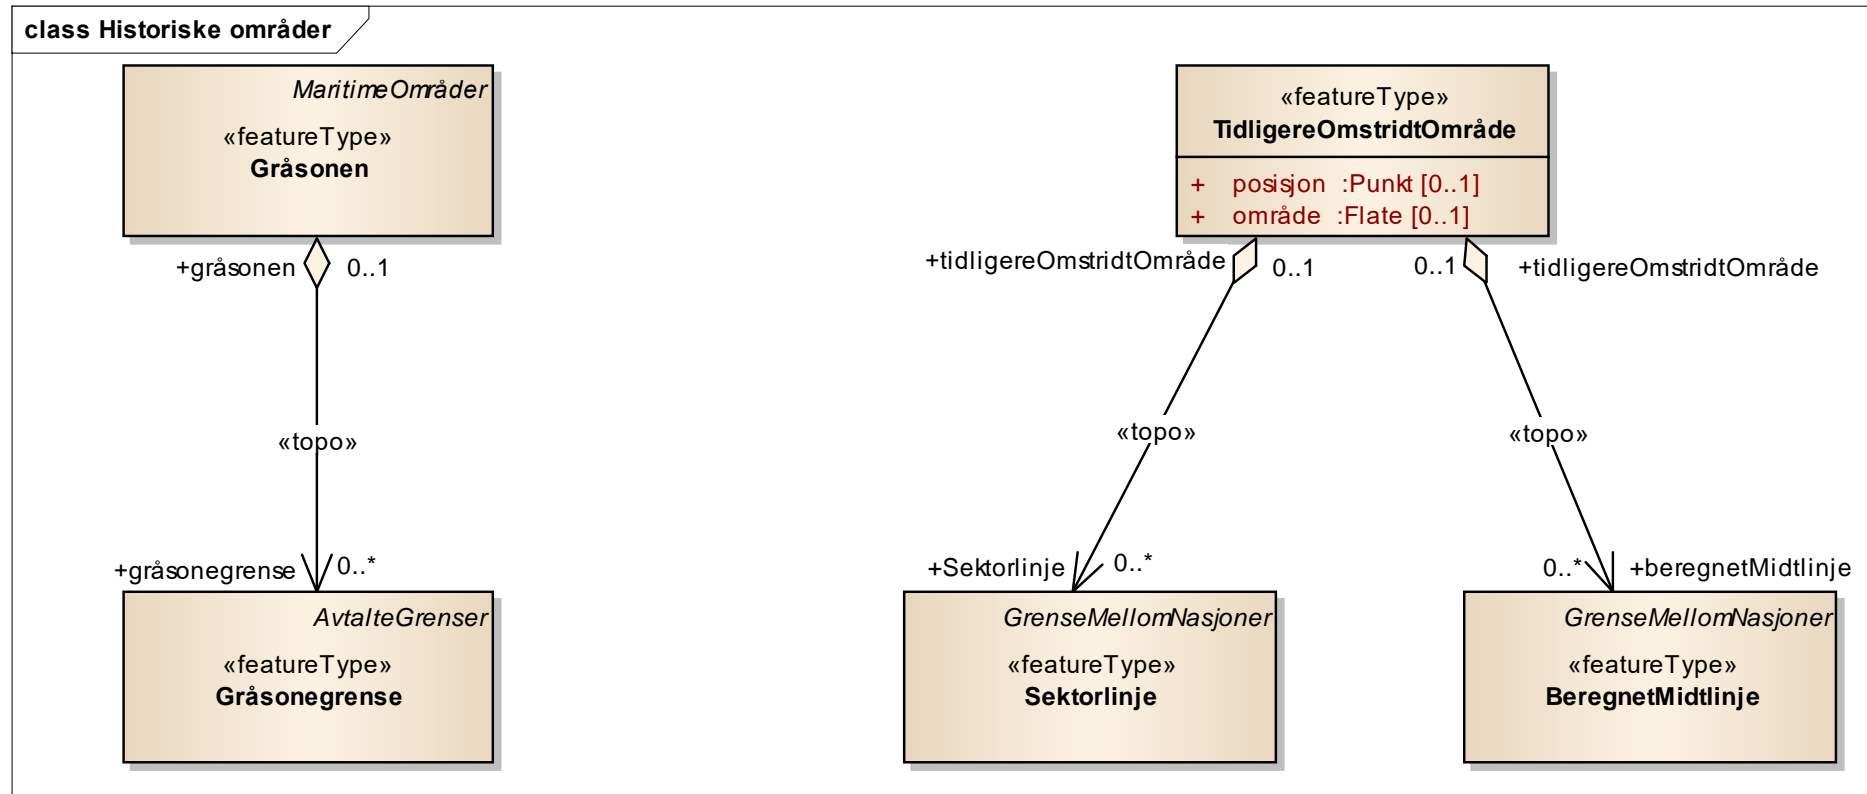 class Historiske områder
MaritimeOmråder
«featureType»
Gråsonen
+gråsonen
0..1
«topo»
+gråsonegrense
0..*
AvtalteGrenser
«featureType»
Gråsonegrense
«featureType»
TidligereOmstridtOmråde
+ posisjon :Punkt [0..1]
+ område :Flate [0..1]
+tidligereOmstridtOmråde
0..1
0..1
+tidligereOmstridtOmråde
«topo»
«topo»
+Sektorlinje
0..*
0..*
+beregnetMidtlinje
GrenseMellomNasjoner
«featureType»
Sektorlinje
GrenseMellomNasjoner
«featureType»
BeregnetMidtlinje